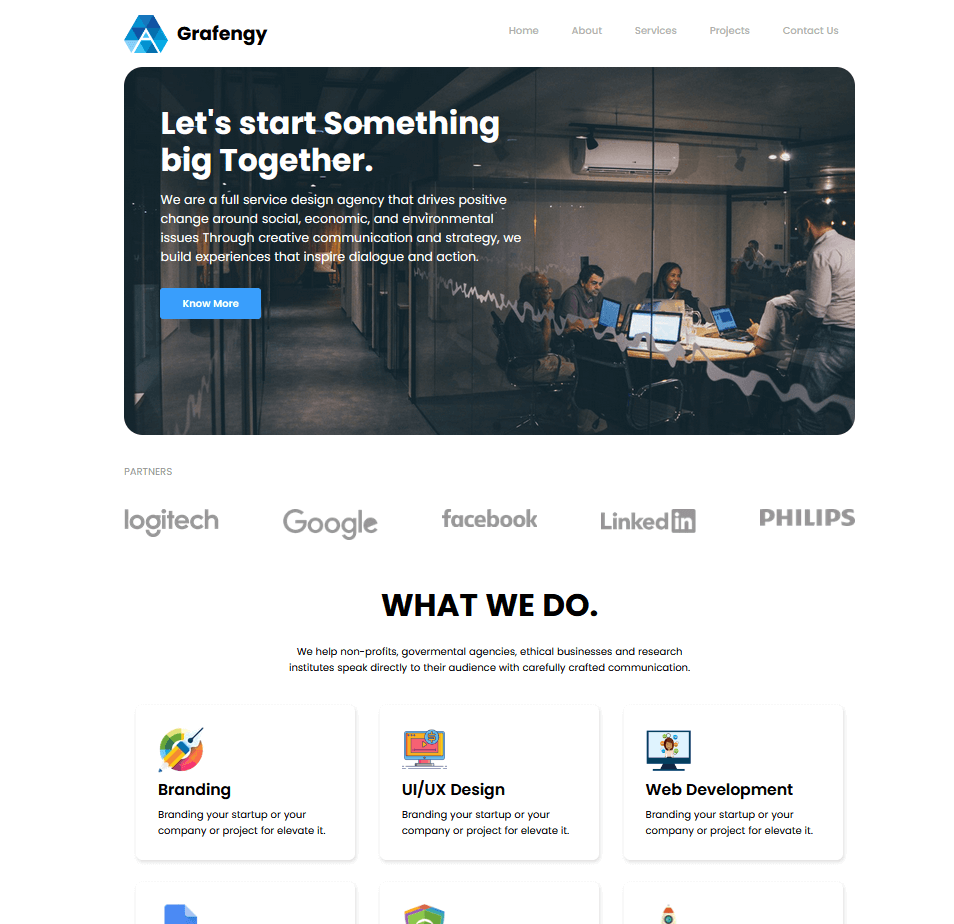 Grafengy
Home About Services Projects Contact Us
Let's start Something
big Together.
We are a full service design agency that drives positive
change around social, economic, and environmental
issues Through creative communication and strategy, we
build experiences that inspire dialogue and action.
Know More
PARTNERS
logitech Google facebook Linked in PHILIPS
WHAT WE DO.
We help non-profits, govermental agencies, ethical businesses and research
institutes speak directly to their audience with carefully crafted communication.
Branding
Branding your startup or your
company or project for elevate it.
UI/UX Design
Branding your startup or your
company or project for elevate it.
Web Development
Branding your startup or your
company or project for elevate it.